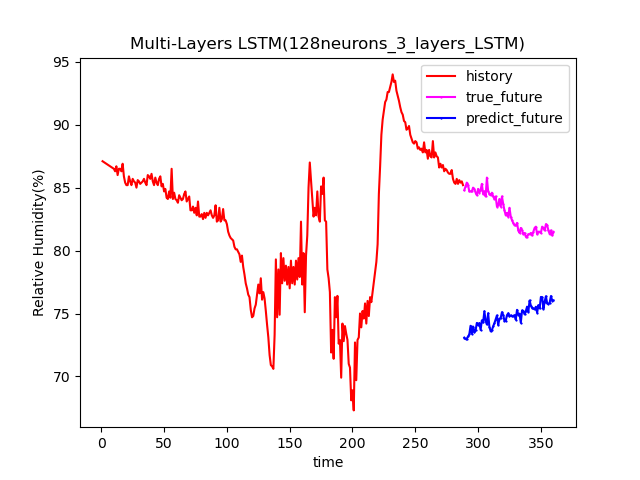 Multi-Layers LSTM(128neurons_3_layers_LSTM)
history
true_future
predict_future
Relative Humidity(%)
95
90
85
80
75
70
0 50 100 150 200 250 300 350
time